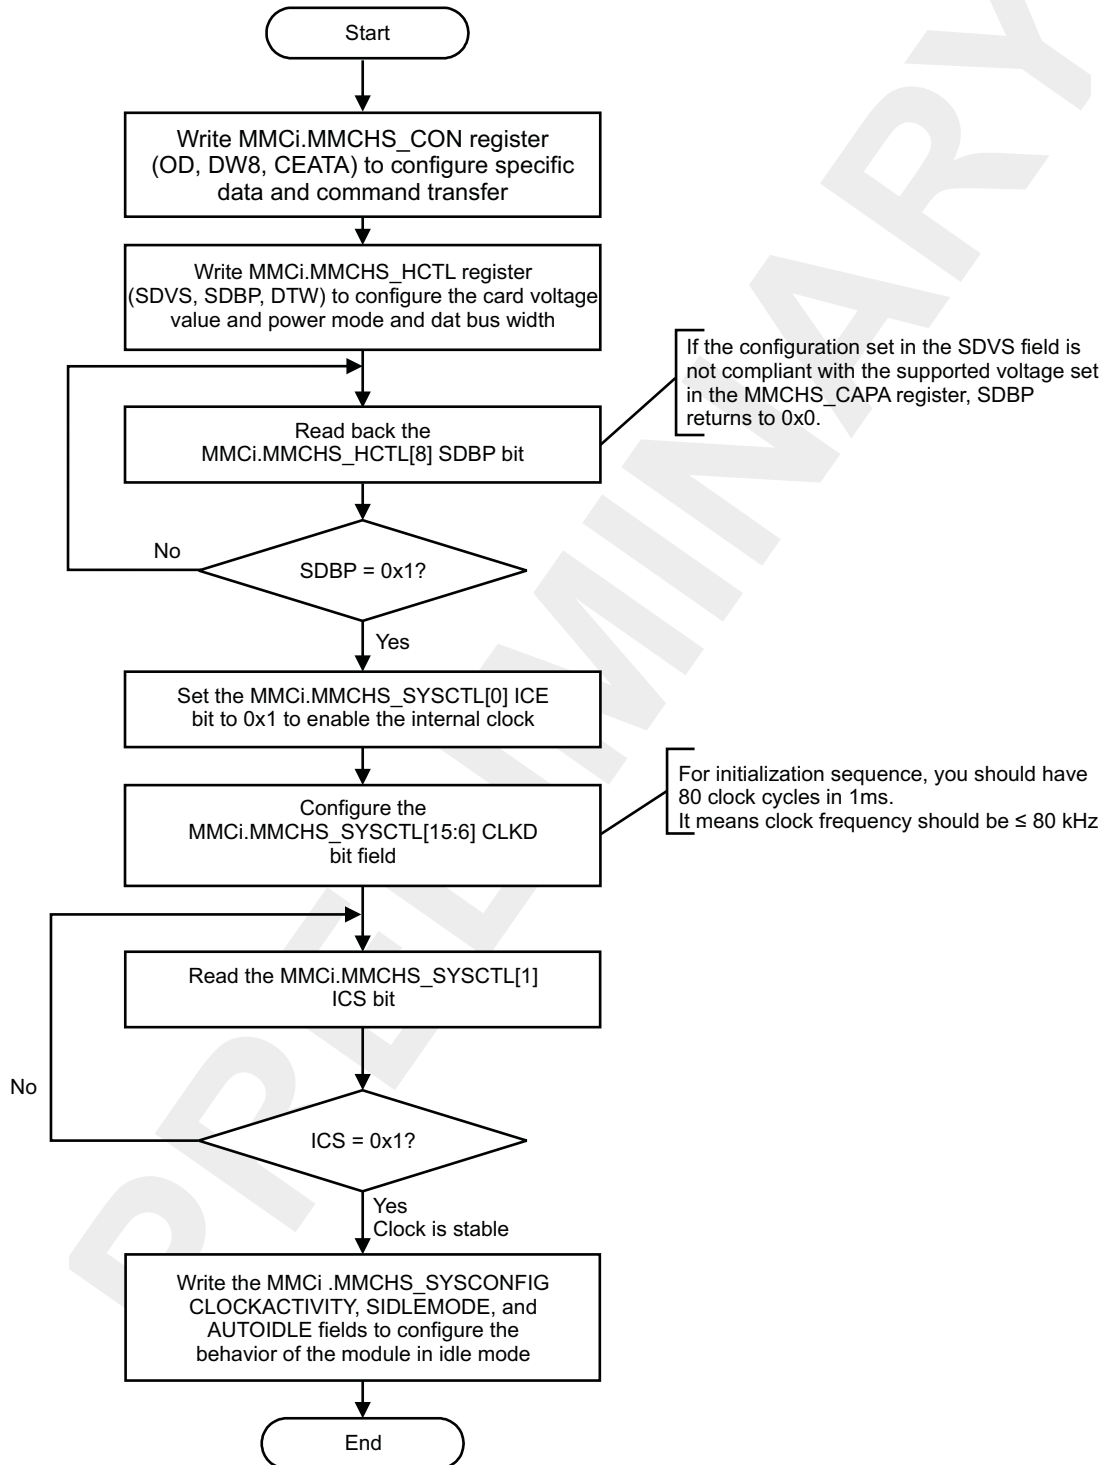 Start
Write MMCi.MMCHS_CON register
(OD, DW8, CEATA) to configure specific
data and command transfer
Write MMCi.MMCHS_HCTL register
(SDVS, SDBP, DTW) to configure the card voltage
value and power mode and dat bus width
If the configuration set in the SDVS field is
not compliant with the supported voltage set
in the MMCHS_CAPA register, SDBP
returns to 0x0.
Read back the
MMCi.MMCHS_HCTL[8] SDBP bit
No
SDBP = 0x1?
Yes
Set the MMCi.MMCHS_SYSCTL[0] ICE
bit to 0x1 to enable the internal clock
For initialization sequence, you should have
80 clock cycles in 1ms.
It means clock frequency should be ≤ 80 kHz
Configure the
MMCi.MMCHS_SYSCTL[15:6] CLKD
bit field
Read the MMCi.MMCHS_SYSCTL[1]
ICS bit
No
ICS = 0x1?
Yes
Clock is stable
Write the MMCi .MMCHS_SYSCONFIG
CLOCKACTIVITY, SIDLEMODE, and
AUTOIDLE fields to configure the
behavior of the module in idle mode
End
PRELIMINARY